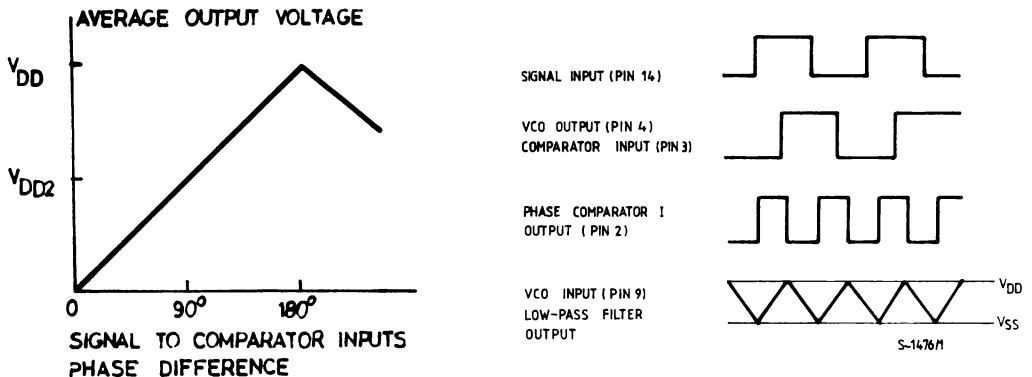 AVERAGE OUTPUT VOLTAGE
VDD
VDD2
0
90°
180°
SIGNAL TO COMPARATOR INPUTS
PHASE DIFFERENCE
SIGNAL INPUT (PIN 14)
VCO OUTPUT (PIN 4)
COMPARATOR INPUT (PIN 3)
PHASE COMPARATOR I
OUTPUT ( PIN 2)
VCO INPUT ( PIN 9)
LOW-PASS FILTER
OUTPUT
VDD
VSS
S-1476/1